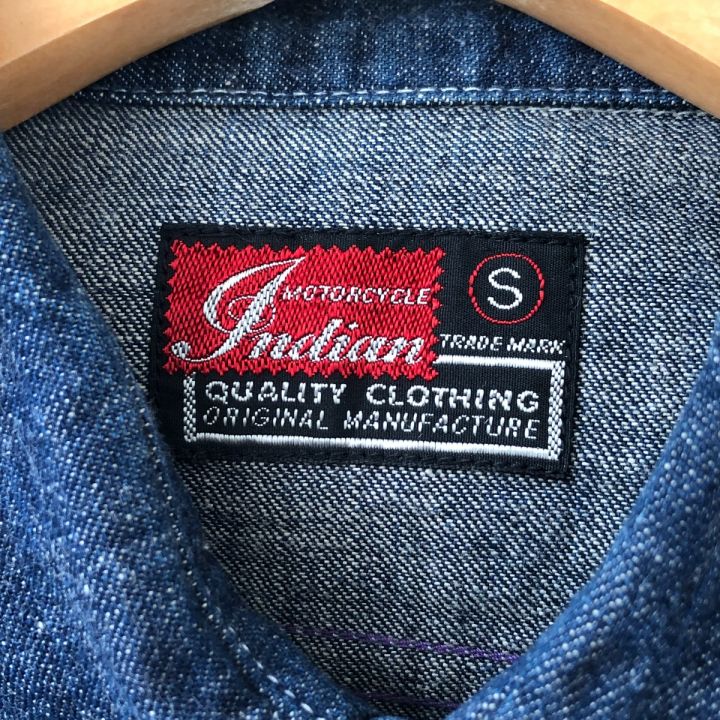 MOTORCYCLE
Indian
S
TRADE MARK
QUALITY CLOTHING
ORIGINAL MANUFACTURE